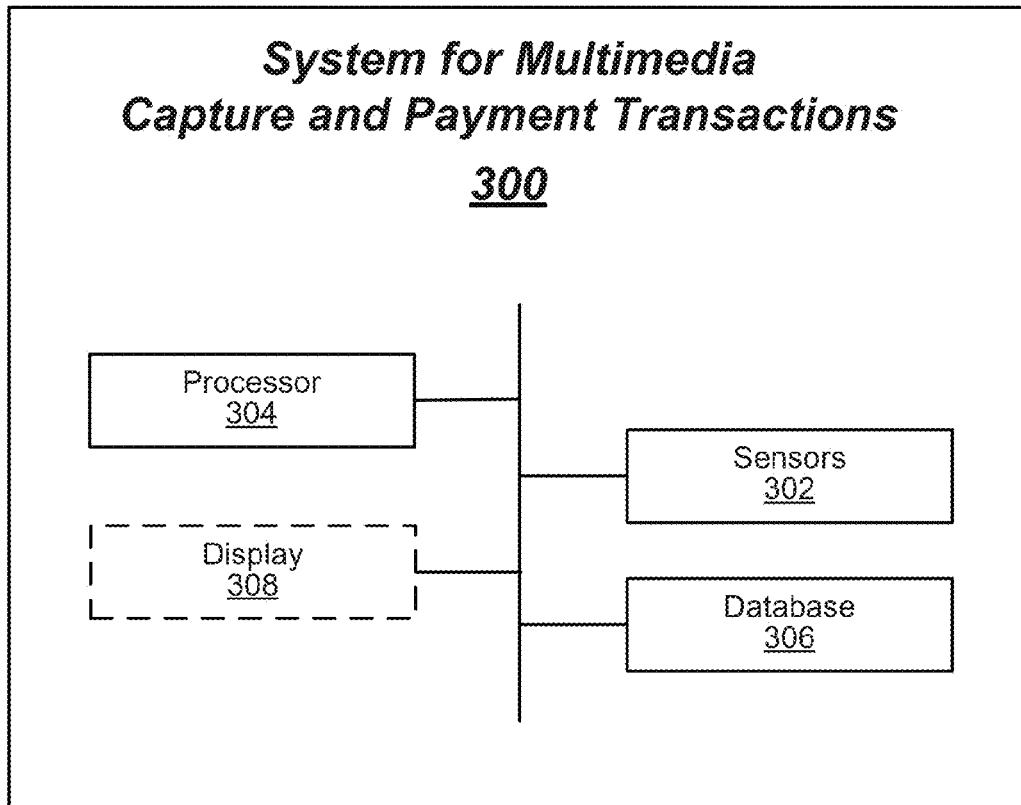 System for Multimedia
Capture and Payment Transactions
300
Processor
304
Sensors
302
Display
308
Database
306